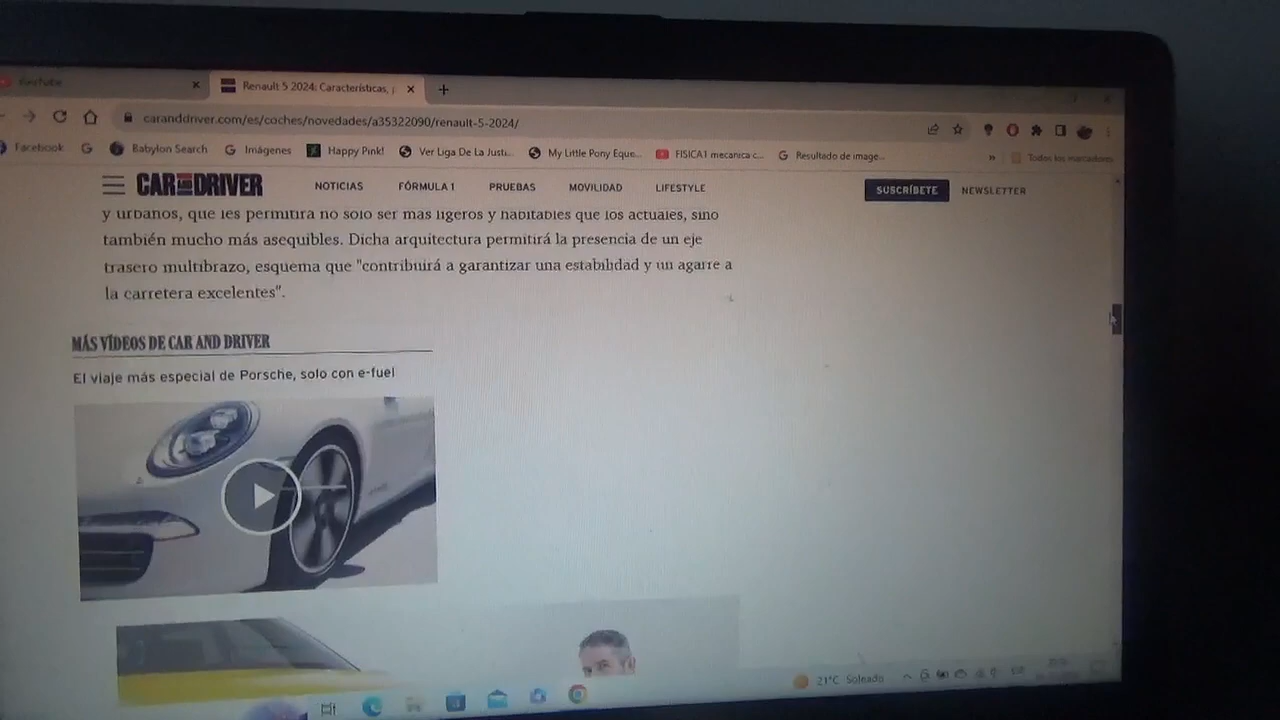 YouTube
Renault 5 2024: Características, p
caranddriver.com/es/coches/novedades/a35322090/renault-5-2024/
Facebook
Babylon Search
Imágenes
Happy Pink!
Ver Liga De La Justi...
My Little Pony Eque...
FISICA1 mecanica c...
Resultado de image...
»
Todos los marcadores
CAR AND DRIVER
NOTICIAS
FÓRMULA 1
PRUEBAS
MOVILIDAD
LIFESTYLE
SUSCRÍBETE
NEWSLETTER
y urbanos, que les permitirá no solo ser más ligeros y habitables que los actuales, sino
también mucho más asequibles. Dicha arquitectura permitirá la presencia de un eje
trasero multibrazo, esquema que "contribuirá a garantizar una estabilidad y un agarre a
la carretera excelentes".
MÁS VÍDEOS DE CAR AND DRIVER
El viaje más especial de Porsche, solo con e-fuel
21°C Soleado